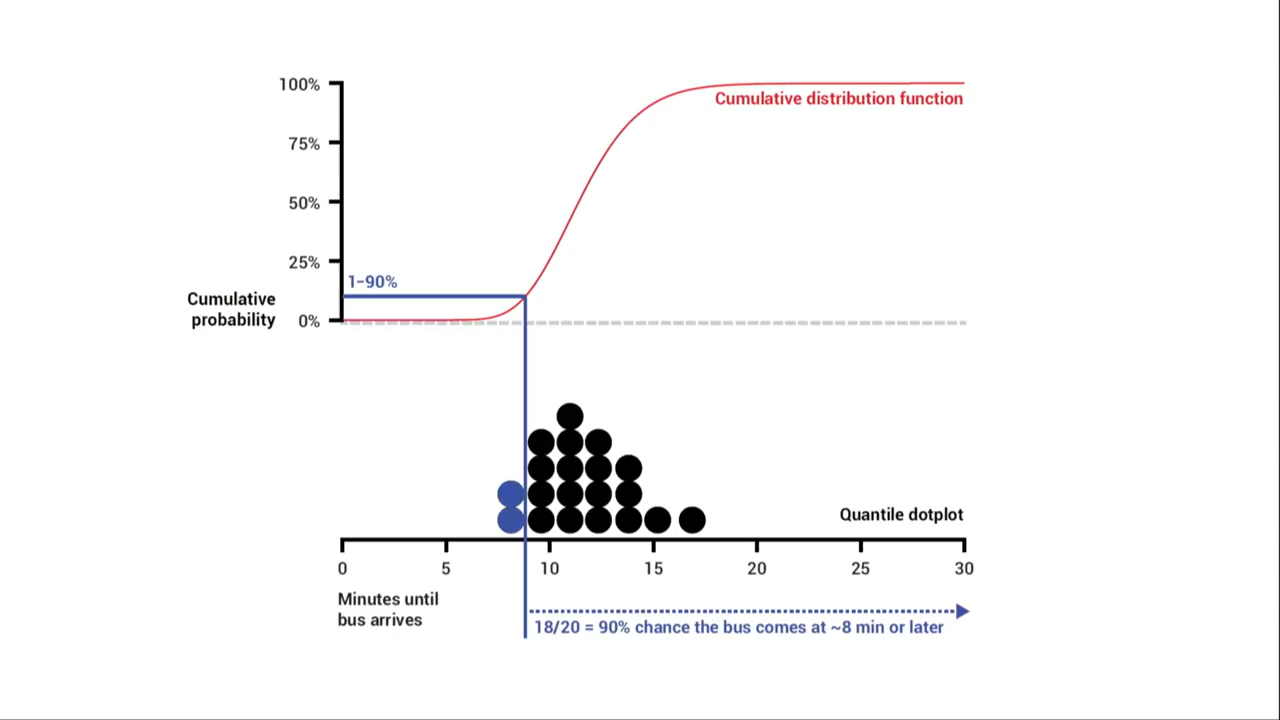 100%
Cumulative distribution function
75%
50%
25%
1–90%
Cumulative
probability
0%
Quantile dotplot
0 5 10 15 20 25 30
Minutes until
bus arrives
18/20 = 90% chance the bus comes at ~8 min or later